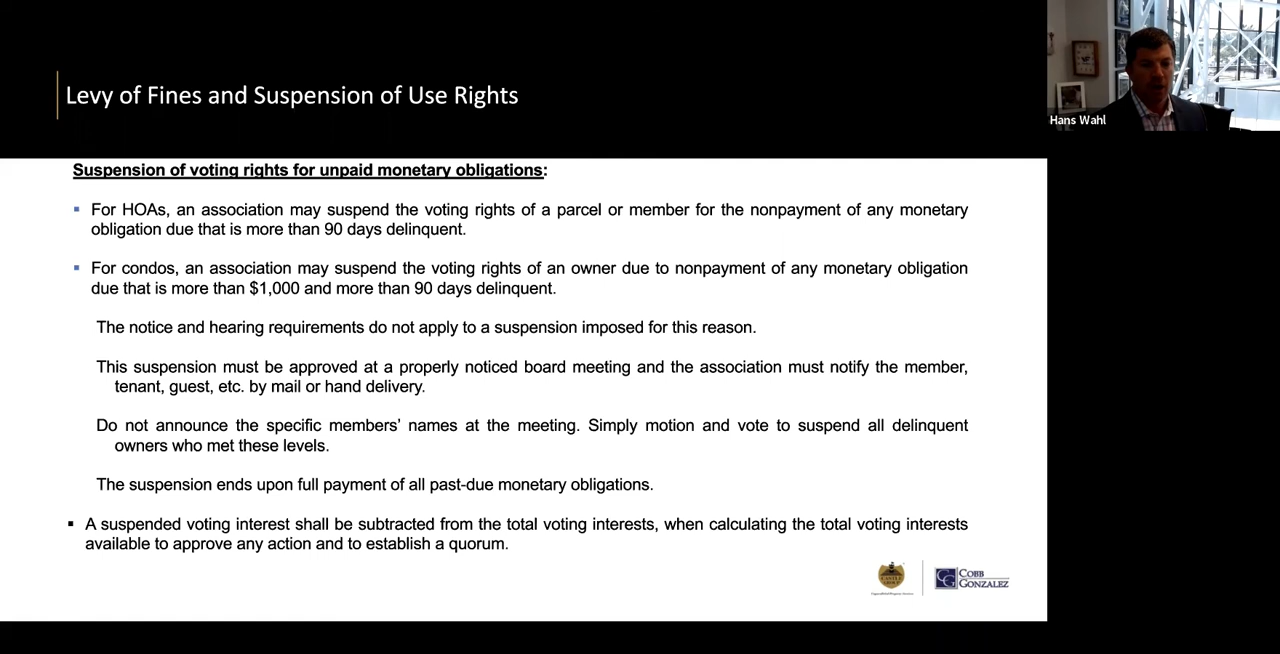 Levy of Fines and Suspension of Use Rights
Hans Wahl
Suspension of voting rights for unpaid monetary obligations:
▪ For HOAs, an association may suspend the voting rights of a parcel or member for the nonpayment of any monetary
obligation due that is more than 90 days delinquent.
▪ For condos, an association may suspend the voting rights of an owner due to nonpayment of any monetary obligation
due that is more than $1,000 and more than 90 days delinquent.
The notice and hearing requirements do not apply to a suspension imposed for this reason.
This suspension must be approved at a properly noticed board meeting and the association must notify the member,
tenant, guest, etc. by mail or hand delivery.
Do not announce the specific members’ names at the meeting. Simply motion and vote to suspend all delinquent
owners who met these levels.
The suspension ends upon full payment of all past-due monetary obligations.
▪ A suspended voting interest shall be subtracted from the total voting interests, when calculating the total voting interests
available to approve any action and to establish a quorum.
CASTLE
GROUP
CG
COBB
GONZALEZ